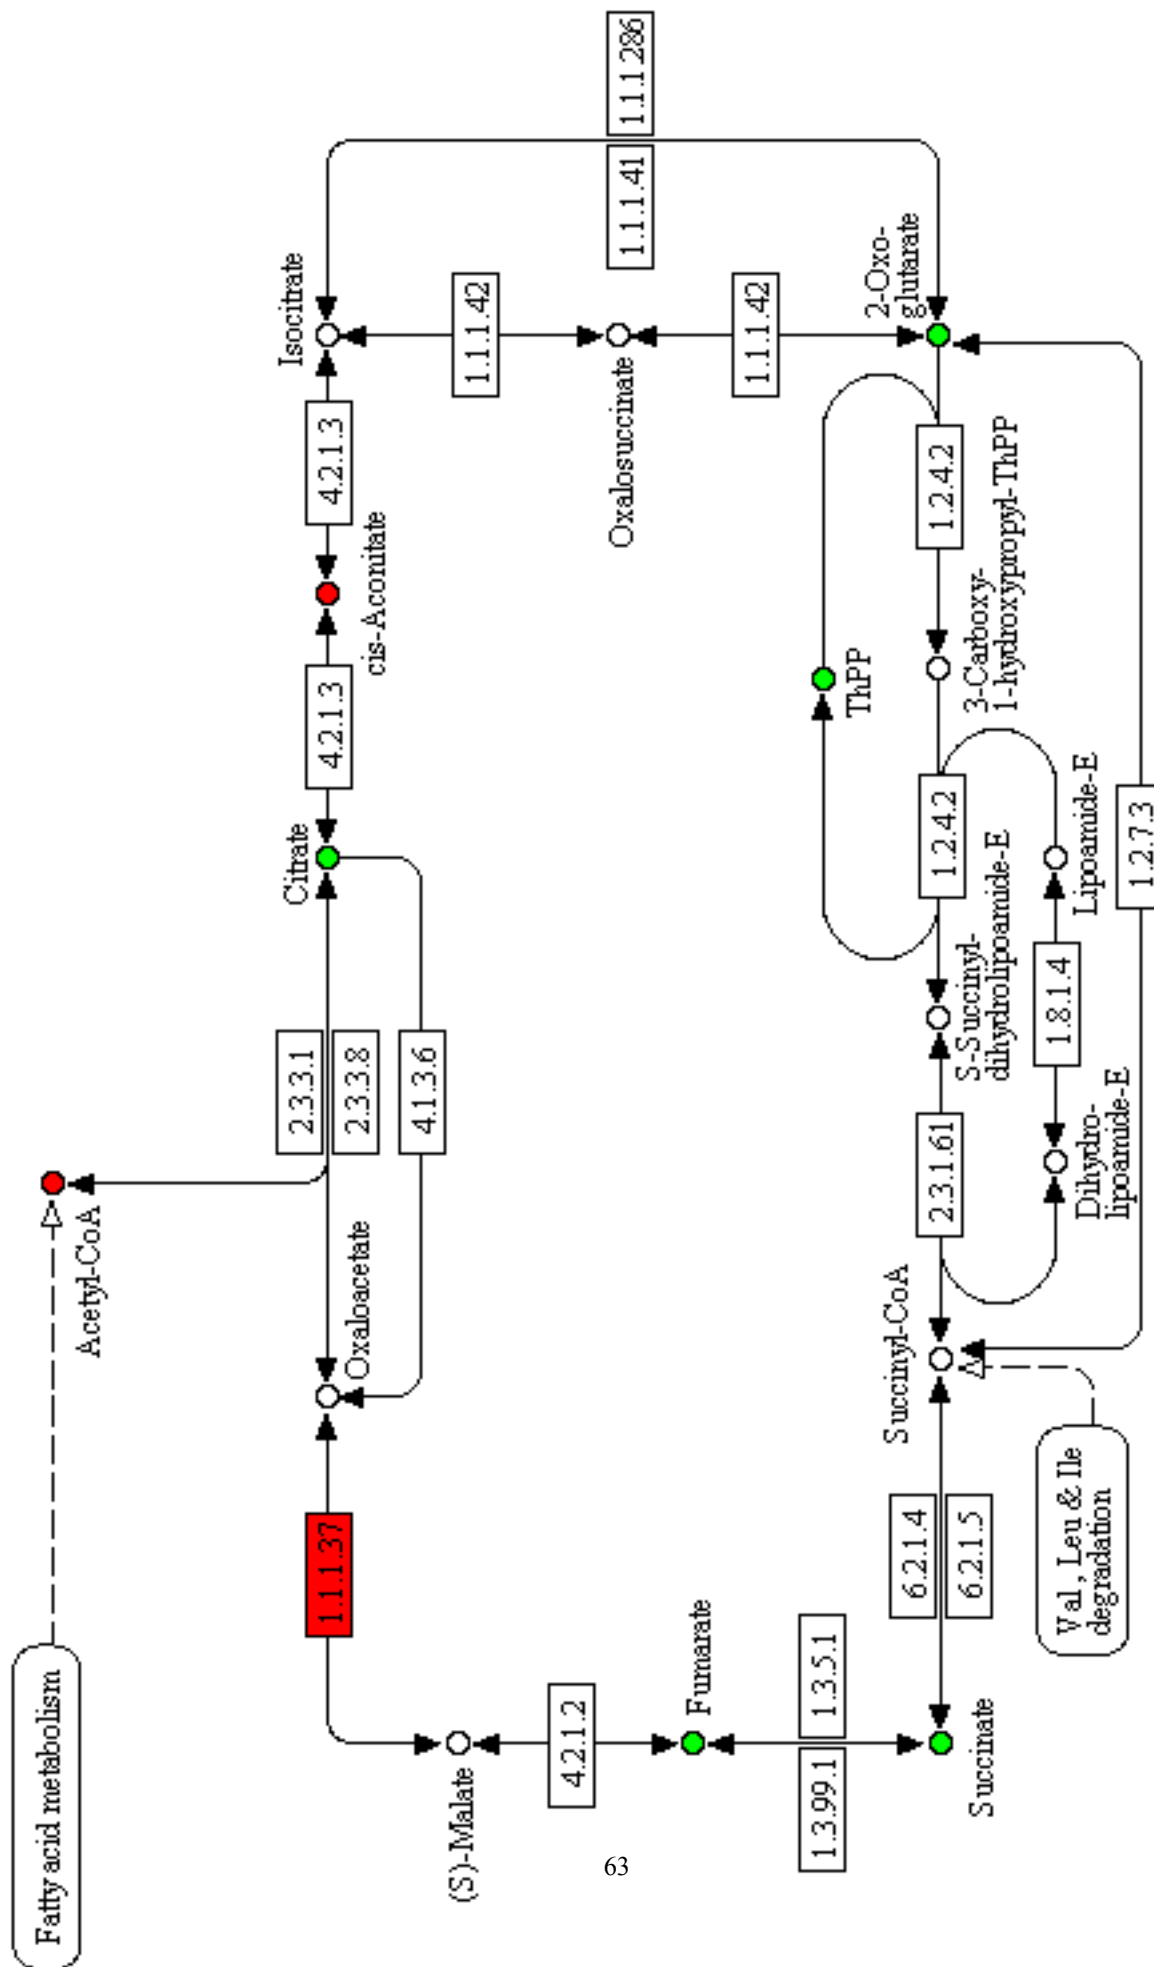 Fatty acid metabolism
Acetyl-CoA
2.3.3.1
2.3.3.8
4.1.3.6
Citrate
4.2.1.3
cis-Aconitate
4.2.1.3
Isocitrate
1.1.1.37
Oxaloacetate
(S)-Malate
4.2.1.2
Fumarate
1.3.99.1
1.3.5.1
Succinate
1.1.1.42
Oxalosuccinate
1.1.1.42
1.1.1.41
1.1.1.286
2-Oxo-
glutarate
ThPP
6.2.1.4
6.2.1.5
Succinyl-CoA
2.3.1.61
S-Succinyl-
dihydrolipoamide-E
1.2.4.2
3-Carboxy-
1-hydroxypropyl-ThPP
1.2.4.2
Dihydro-
lipoamide-E
1.8.1.4
Lipoamide-E
Val, Leu & Ile
degradation
1.2.7.3
63